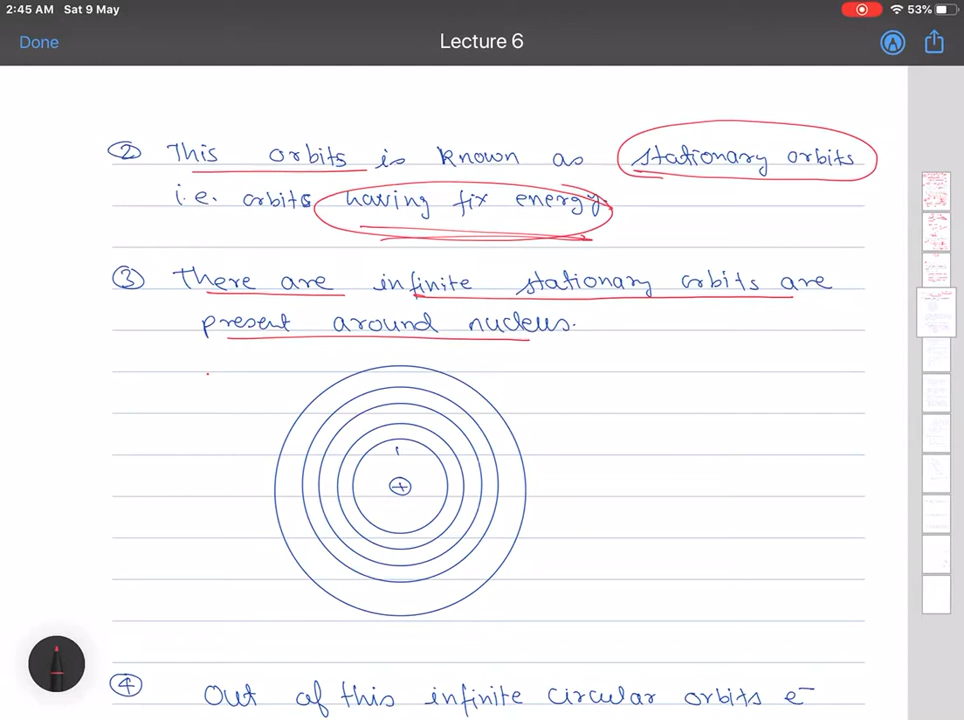 2:45 AM Sat 9 May 53%
Done Lecture 6
② This orbits is known as stationary orbits
i.e. orbits having fix energy
③ There are infinite stationary orbits are
present around nucleus.
+
④ Out of this infinite circular orbits e−